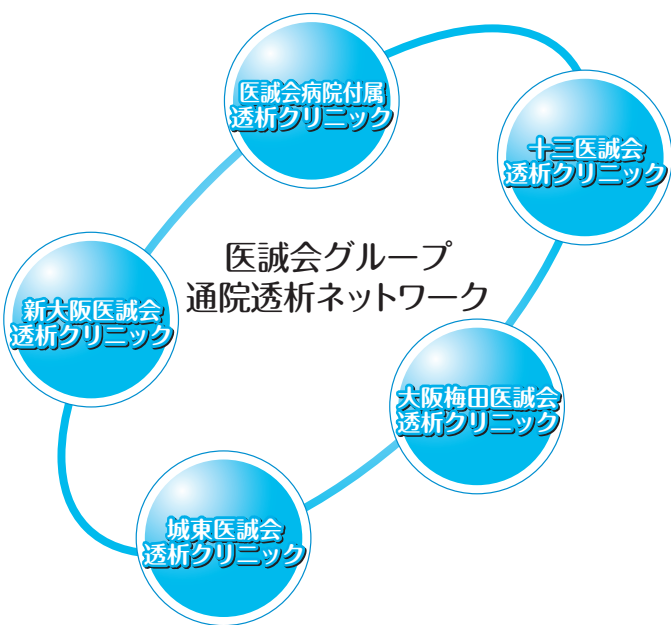 医誠会病院付属
透析クリニック
十三医誠会
透析クリニック
医誠会グループ
通院透析ネットワーク
新大阪医誠会
透析クリニック
大阪梅田医誠会
透析クリニック
城東医誠会
透析クリニック